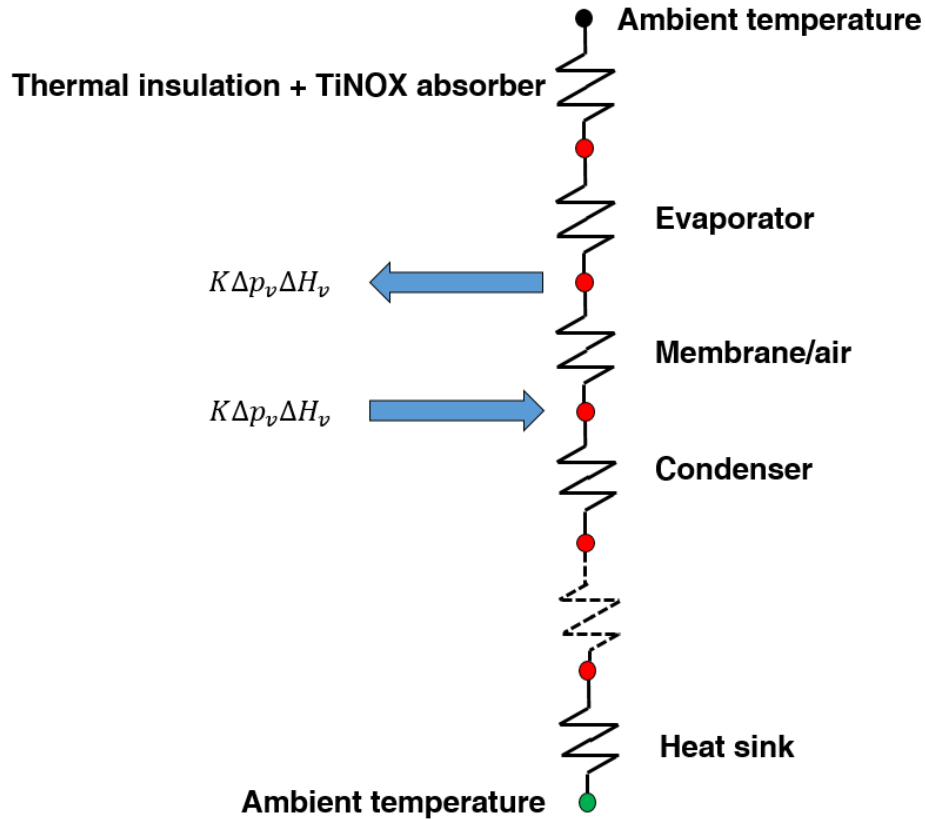 Ambient temperature
Thermal insulation + TiNOX absorber
Evaporator
KΔp_vΔH_v
Membrane/air
KΔp_vΔH_v
Condenser
Heat sink
Ambient temperature